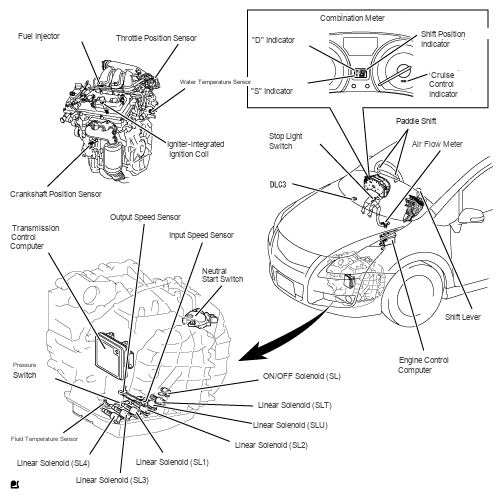 Combination Meter
"D" Indicator
Shift Position
Indicator
"S" Indicator
Cruise
Control
Indicator
Fuel Injector
Throttle Position Sensor
Water Temperature Sensor
Igniter-Integrated
Ignition Coil
Crankshaft Position Sensor
Paddle Shift
Stop Light
Switch
Air Flow Meter
DLC3
Output Speed Sensor
Transmission
Control
Computer
Input Speed Sensor
Neutral
Start Switch
Shift Lever
Engine Control
Computer
Pressure
Switch
ON/OFF Solenoid (SL)
Linear Solenoid (SLT)
Linear Solenoid (SLU)
Fluid Temperature Sensor
Linear Solenoid (SL2)
Linear Solenoid (SL4)
Linear Solenoid (SL1)
Linear Solenoid (SL3)